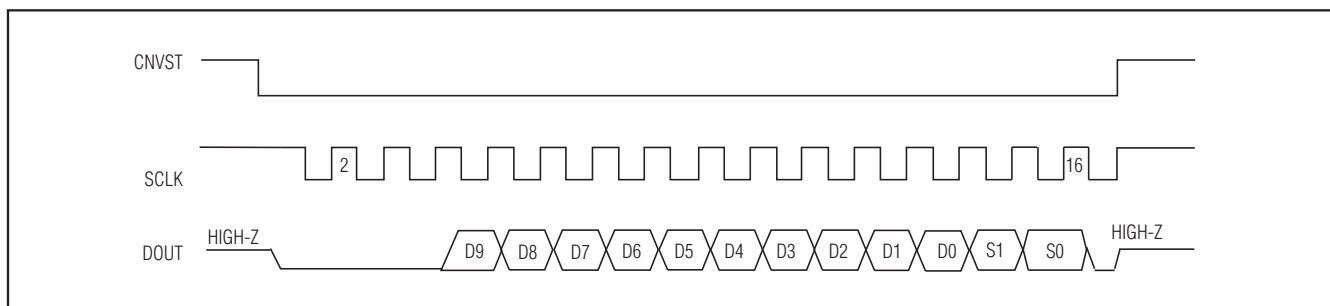 CNVST
2
16
SCLK
HIGH-Z
HIGH-Z
DOUT
D9 D8 D7 D6 D5 D4 D3 D2 D1 D0 S1 S0